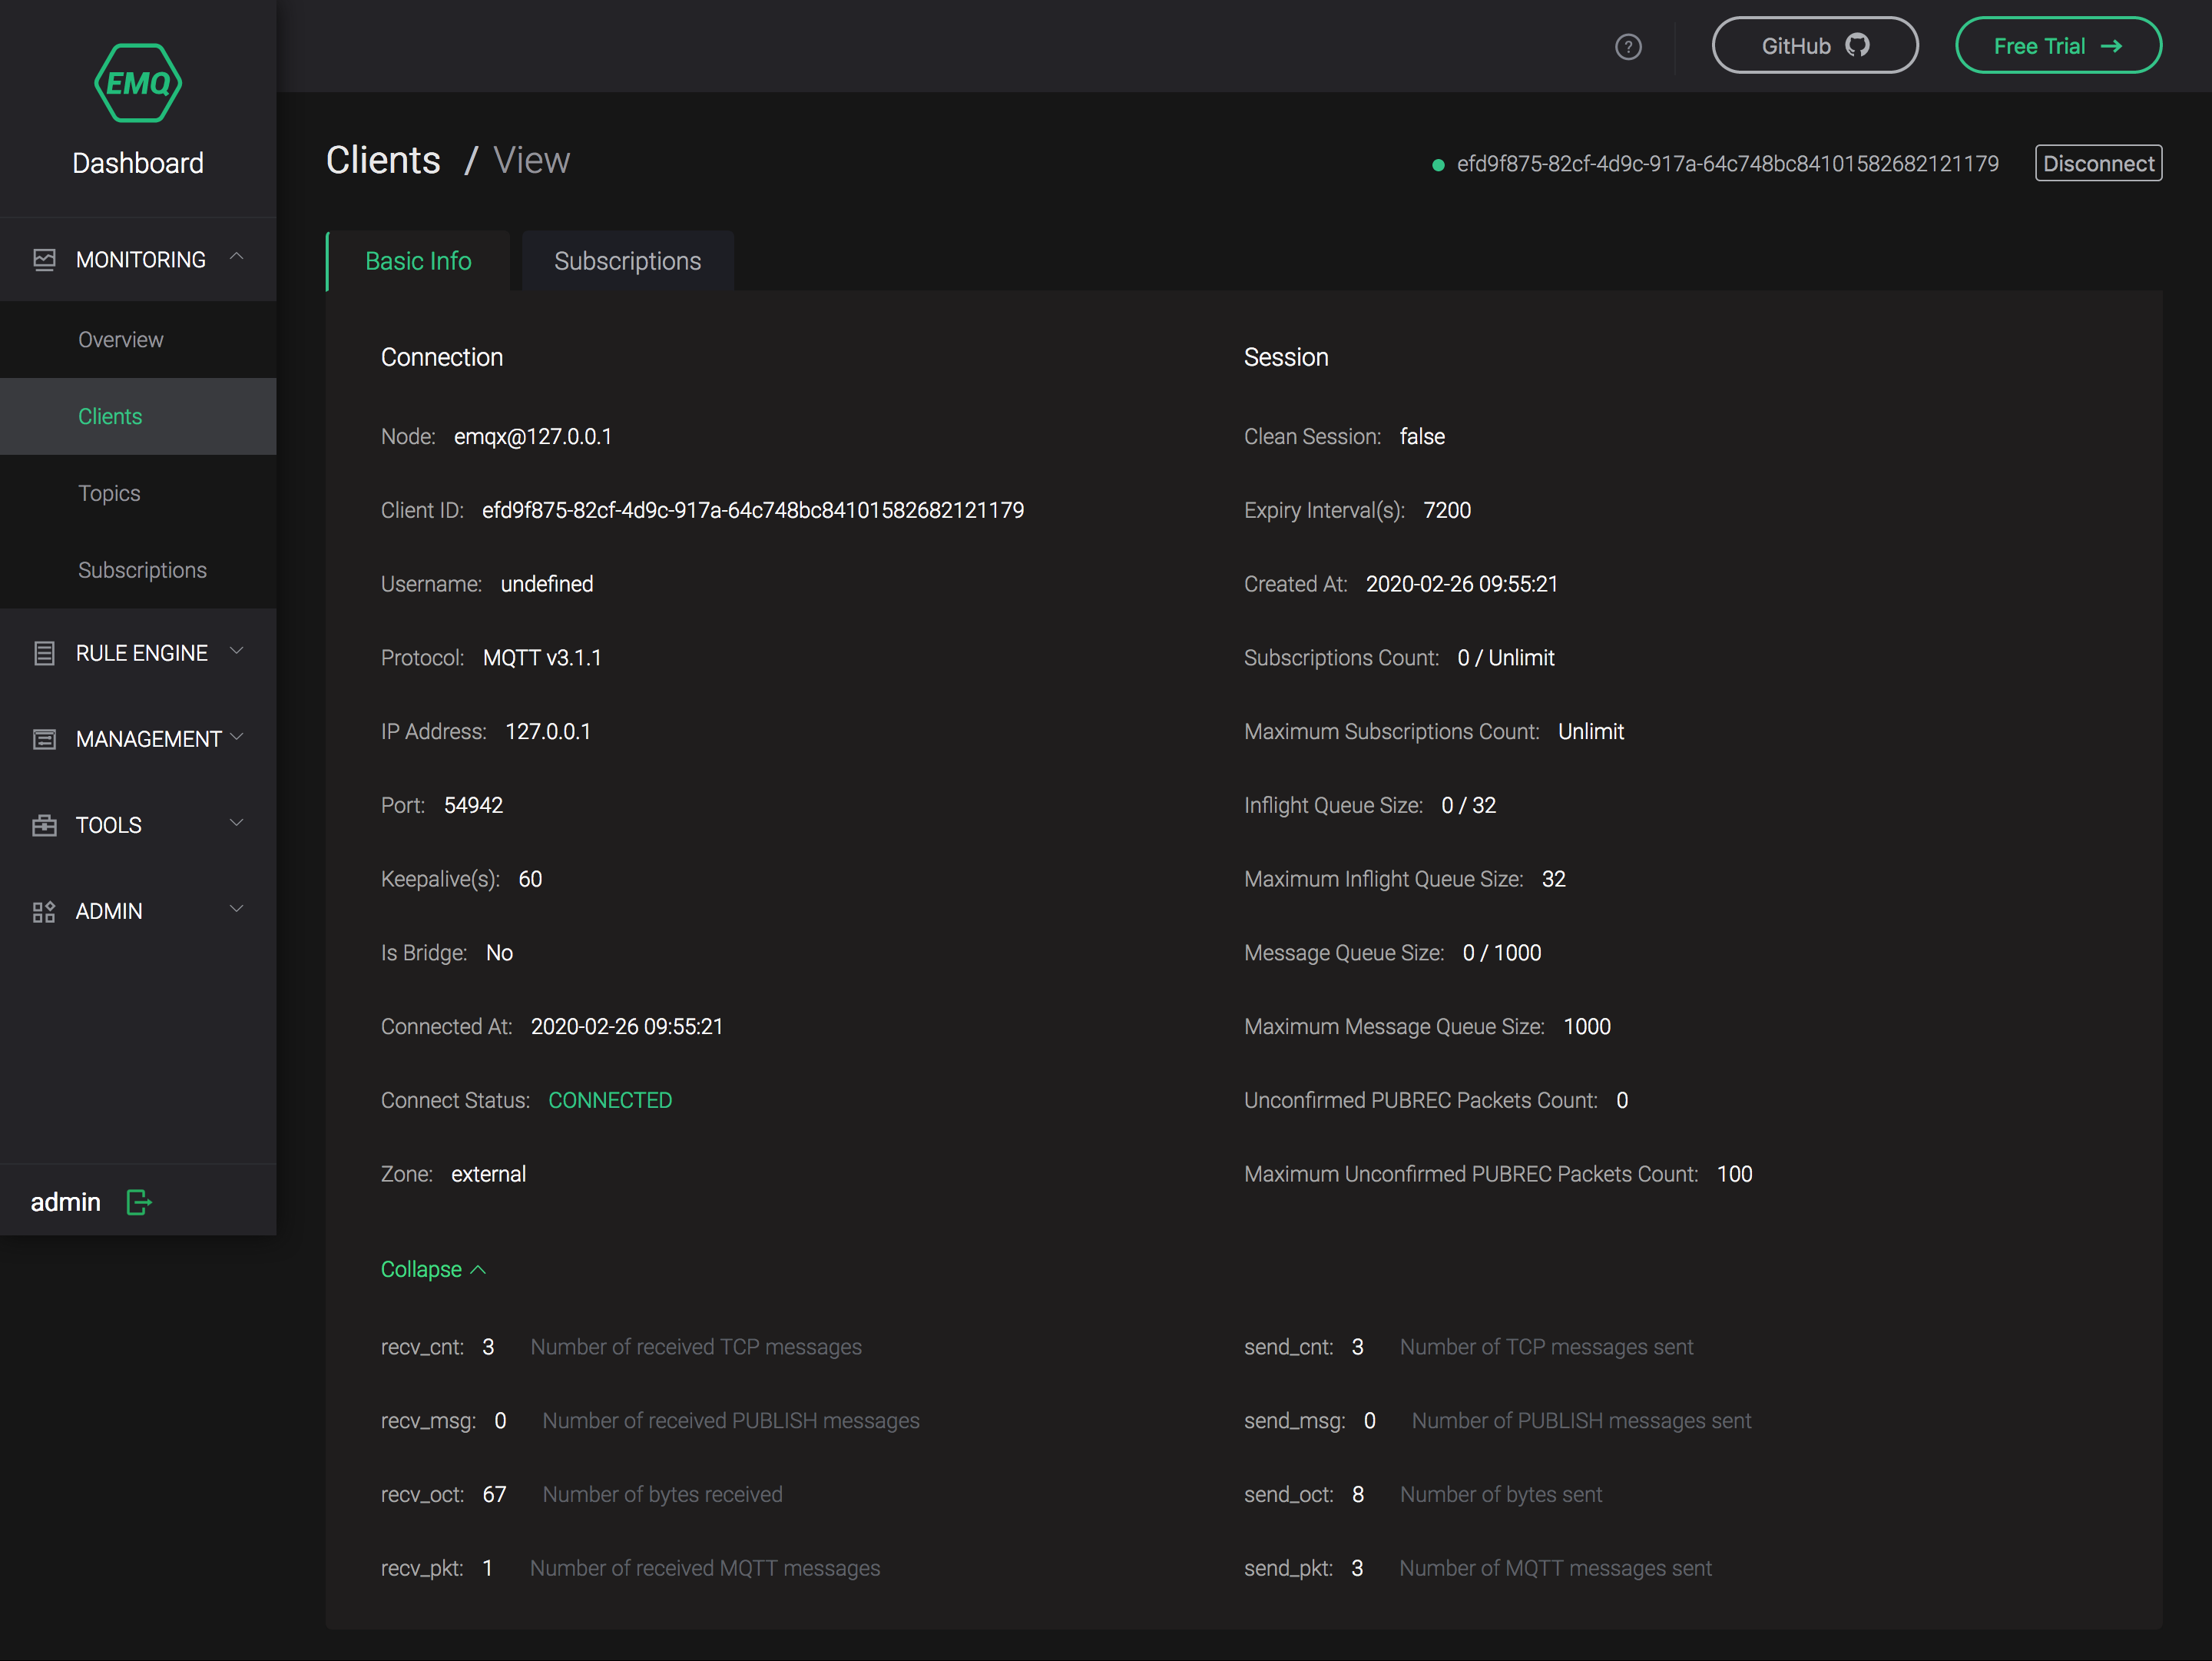 EMQ
Dashboard
MONITORING
Overview
Clients
Topics
Subscriptions
RULE ENGINE
MANAGEMENT
TOOLS
ADMIN
admin
?
GitHub
Free Trial →
Clients / View
efd9f875-82cf-4d9c-917a-64c748bc84101582682121179
Disconnect
Basic Info
Subscriptions
Connection
Node: emqx@127.0.0.1
Client ID: efd9f875-82cf-4d9c-917a-64c748bc84101582682121179
Username: undefined
Protocol: MQTT v3.1.1
IP Address: 127.0.0.1
Port: 54942
Keepalive(s): 60
Is Bridge: No
Connected At: 2020-02-26 09:55:21
Connect Status: CONNECTED
Zone: external
Session
Clean Session: false
Expiry Interval(s): 7200
Created At: 2020-02-26 09:55:21
Subscriptions Count: 0 / Unlimit
Maximum Subscriptions Count: Unlimit
Inflight Queue Size: 0 / 32
Maximum Inflight Queue Size: 32
Message Queue Size: 0 / 1000
Maximum Message Queue Size: 1000
Unconfirmed PUBREC Packets Count: 0
Maximum Unconfirmed PUBREC Packets Count: 100
Collapse
recv_cnt: 3 Number of received TCP messages
recv_msg: 0 Number of received PUBLISH messages
recv_oct: 67 Number of bytes received
recv_pkt: 1 Number of received MQTT messages
send_cnt: 3 Number of TCP messages sent
send_msg: 0 Number of PUBLISH messages sent
send_oct: 8 Number of bytes sent
send_pkt: 3 Number of MQTT messages sent